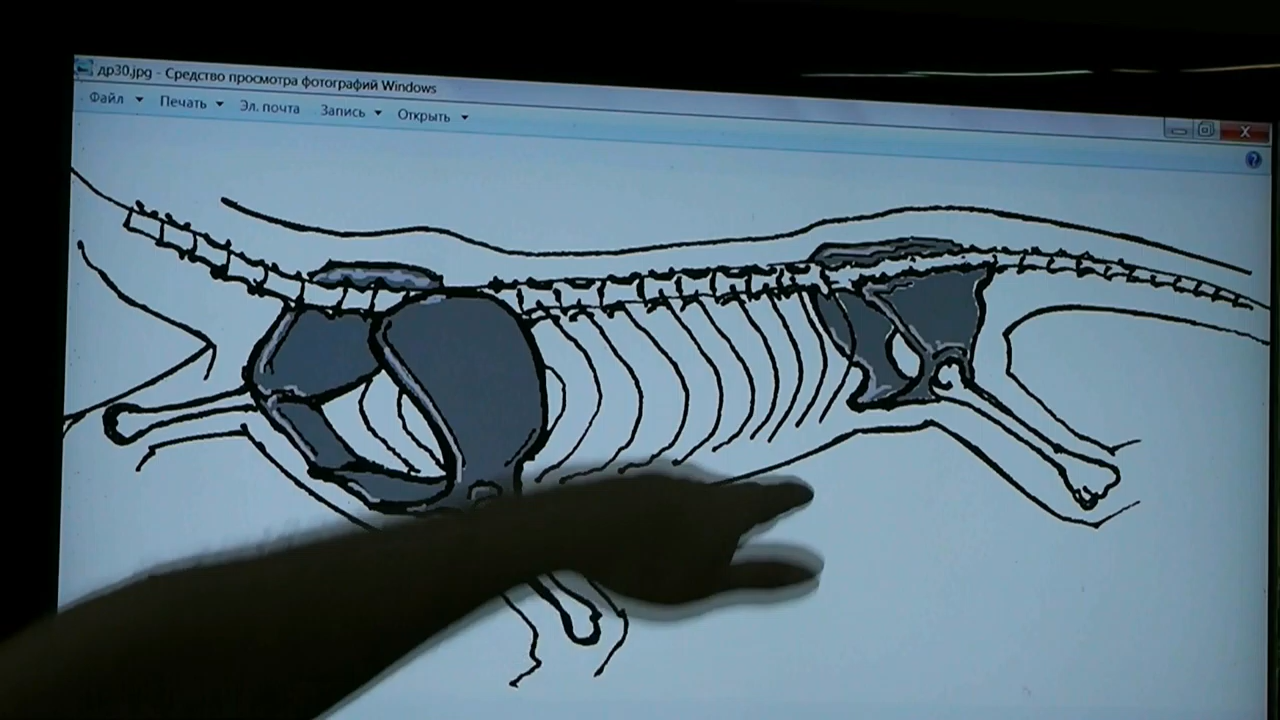 др30.jpg - Средство просмотра фотографий Windows
Файл Печать Эл. почта Запись Открыть